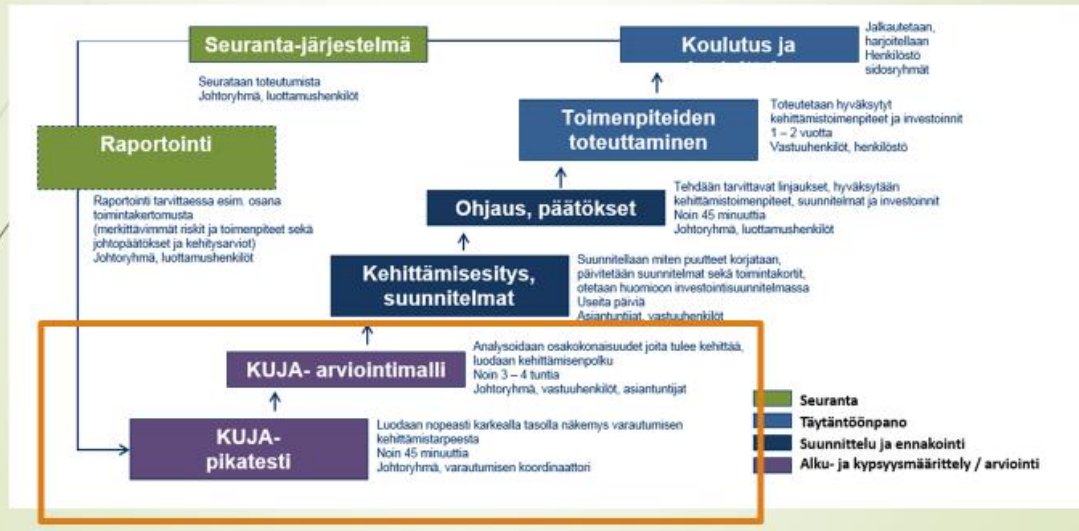 Seuranta-järjestelmä
Seurataan toteutumista
Johtoryhmä, luottamushenkilöt
Koulutus ja
Jalkautetaan,
harjoitellaan
Henkilöstö
sidosryhmät
Toimenpiteiden
toteuttaminen
Toteutetaan hyväksytyt
kehittämistoimenpiteet ja investoinnit
1 – 2 vuotta
Vastuuhenkilöt, henkilöstö
Raportointi
Raportointi tarvittaessa esim. osana
toimintakertomusta
(merkittävimmät riskit ja toimenpiteet sekä
johtopäätökset ja kehitysarviot)
Johtoryhmä, luottamushenkilöt
Ohjaus, päätökset
Tehdään tarvittavat linjaukset, hyväksytään
kehittämistoimenpiteet, suunnitelmat ja investoinnit
Noin 45 minuuttia
Johtoryhmä, luottamushenkilöt
Kehittämisesitys,
suunnitelmat
Suunnitellaan miten puutteet korjataan,
päivitetään suunnitelmat sekä toimintakortit,
otetaan huomioon investointisuunnitelmassa
Useita päiviä
Asiantuntijat, vastuuhenkilöt
KUJA- arviointimalli
Analysoidaan osakokonaisuudet joita tulee kehittää,
luodaan kehittämisenpolku
Noin 3 – 4 tuntia
Johtoryhmä, vastuuhenkilöt, asiantuntijat
KUJA-
pikatesti
Luodaan nopeasti karkealla tasolla näkemys varautumisen
kehittämistarpeesta
Noin 45 minuuttia
Johtoryhmä, varautumisen koordinaattori
Seuranta
Täytäntöönpano
Suunnittelu ja ennakointi
Alku- ja kypsyysmäärittely / arviointi